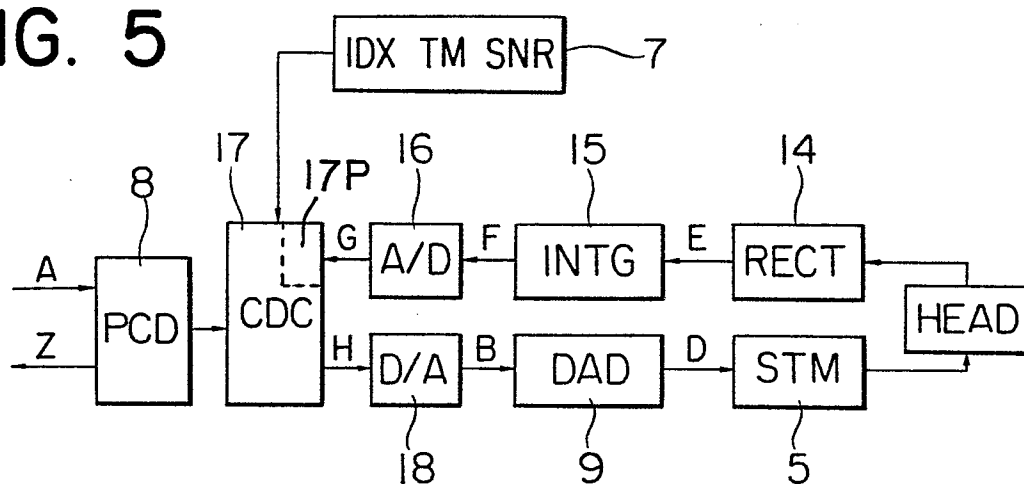 IG. 5
IDX TM SNR
7
17
17P
16
15
14
8
A
G
A/D
F
INTG
E
RECT
PCD
CDC
HEAD
Z
H
D/A
B
DAD
D
STM
18
9
5